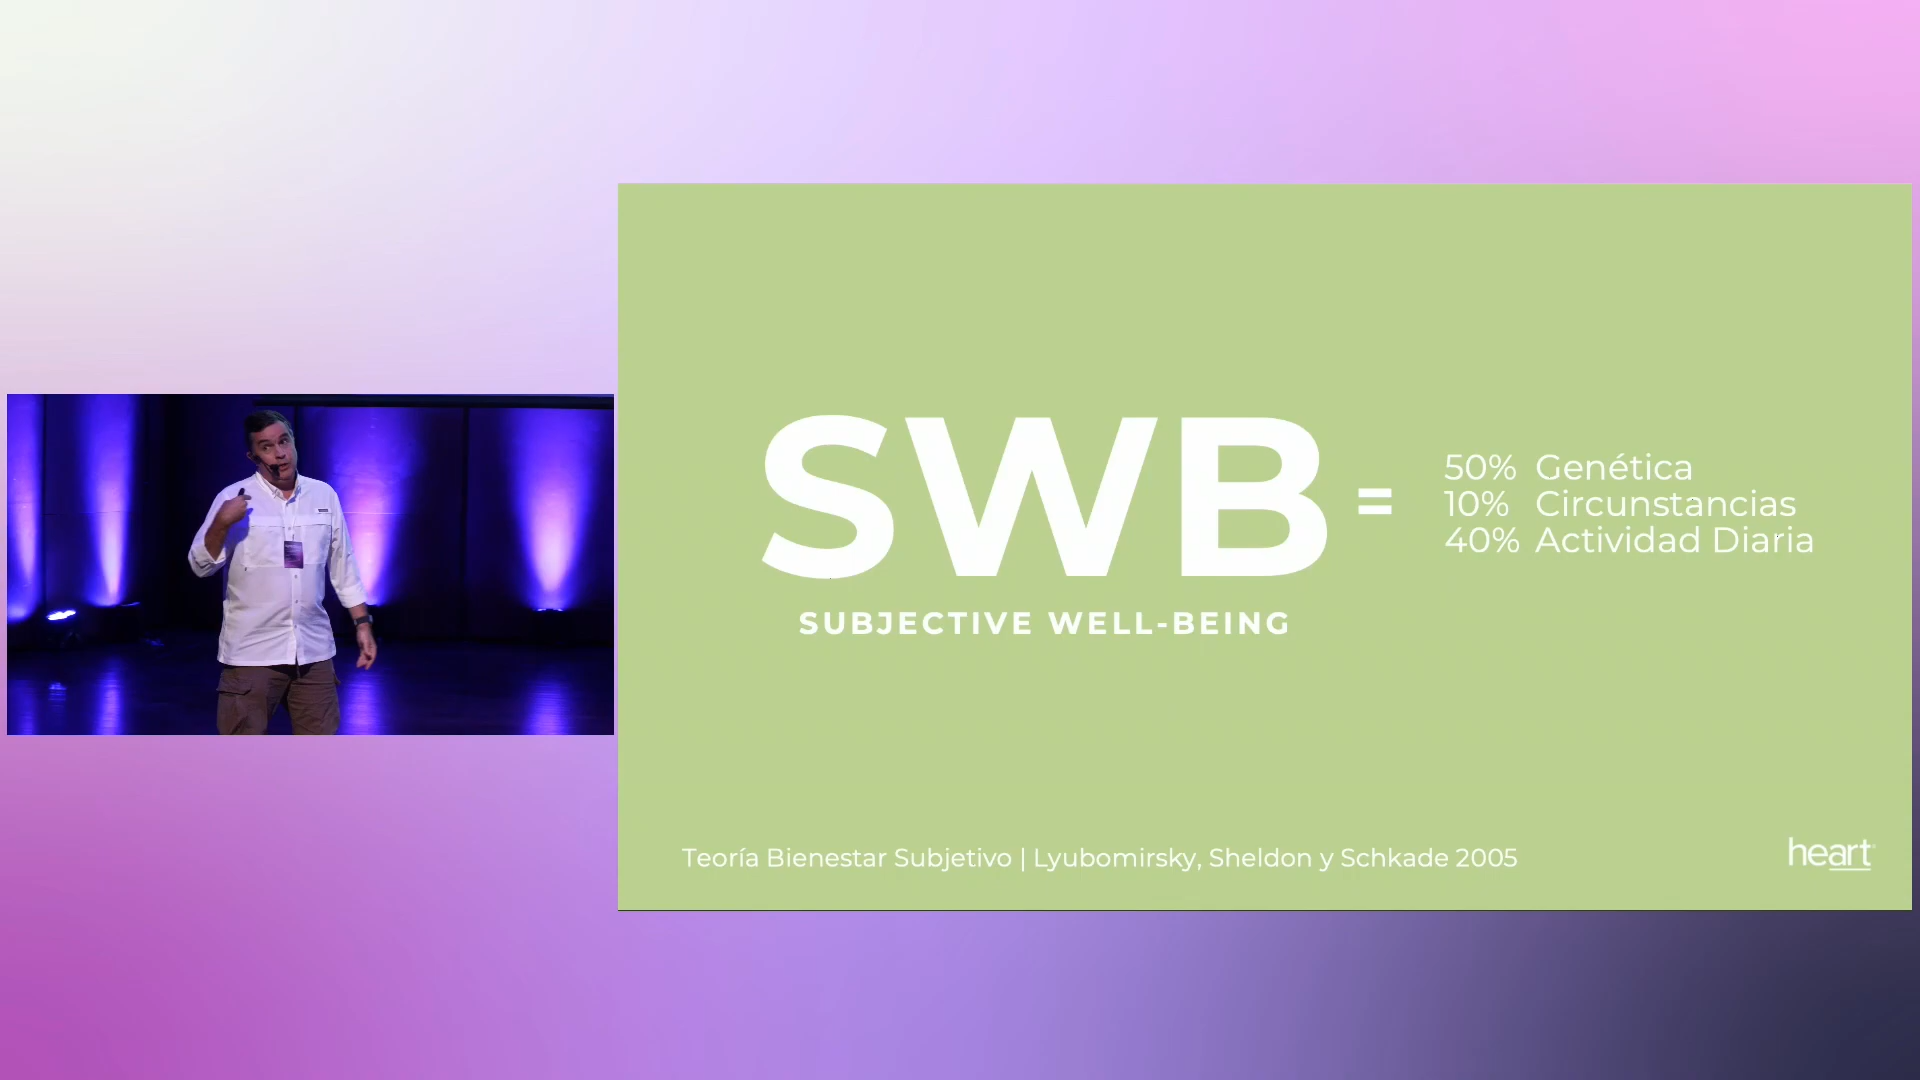 SWB
SUBJECTIVE WELL-BEING
=
50% Genética
10% Circunstancias
40% Actividad Diaria
Teoría Bienestar Subjetivo | Lyubomirsky, Sheldon y Schkade 2005
heart